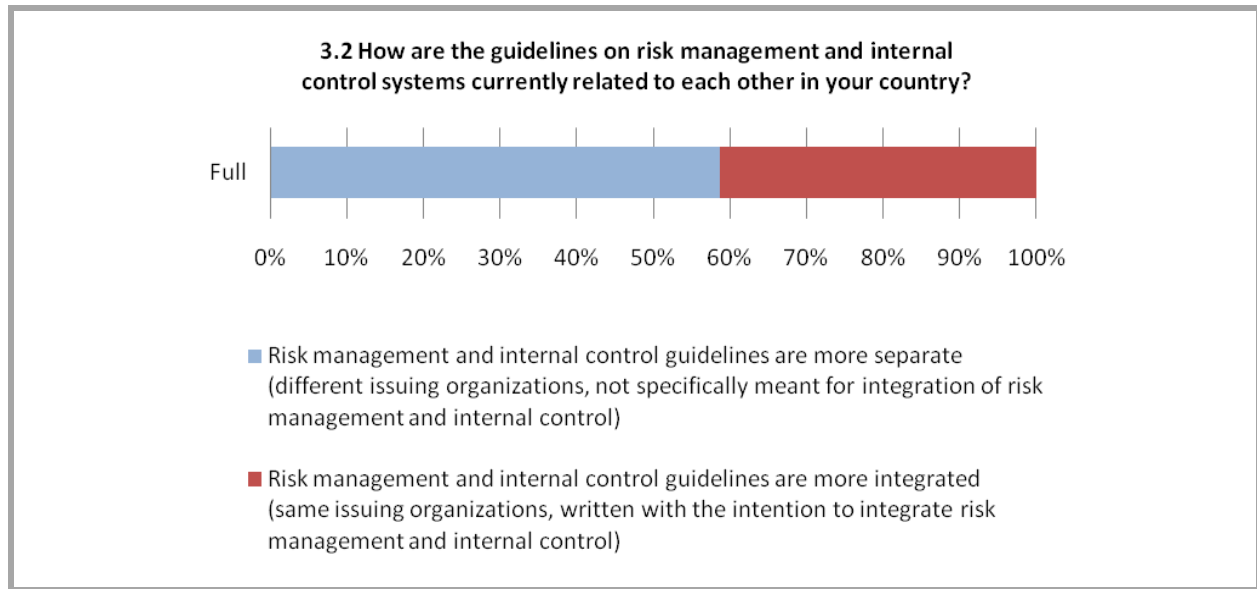 3.2 How are the guidelines on risk management and internal
control systems currently related to each other in your country?
Full
0% 10% 20% 30% 40% 50% 60% 70% 80% 90% 100%
Risk management and internal control guidelines are more separate
(different issuing organizations, not specifically meant for integration of risk
management and internal control)
Risk management and internal control guidelines are more integrated
(same issuing organizations, written with the intention to integrate risk
management and internal control)